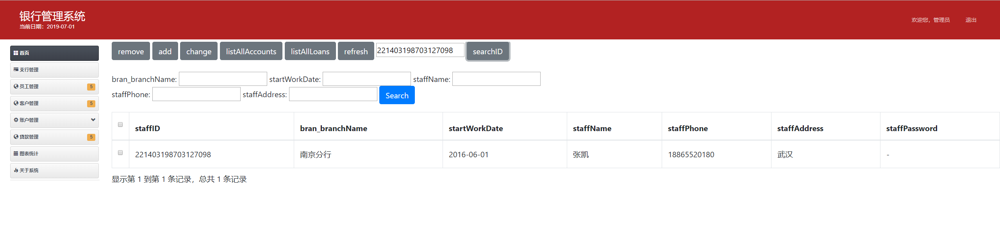 银行管理系统
当前日期：2019-07-01
欢迎您，管理员 退出
首页
支行管理
员工管理 5
客户管理 5
账户管理
贷款管理 5
图表统计
关于系统
remove add change listAllAccounts listAllLoans refresh 221403198703127098 searchID
bran_branchName: startWorkDate: staffName:
staffPhone: staffAddress: Search
staffID bran_branchName startWorkDate staffName staffPhone staffAddress staffPassword
221403198703127098 南京分行 2016-06-01 张凯 18865520180 武汉 -
显示第 1 到第 1 条记录，总共 1 条记录